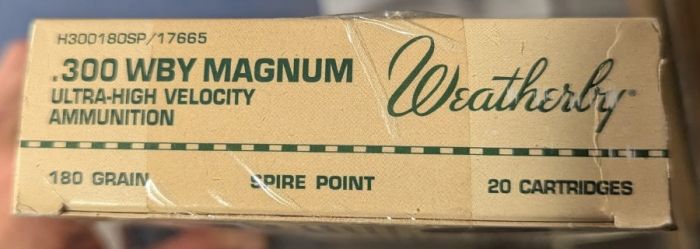 H300180SP/17665
.300 WBY MAGNUM
ULTRA-HIGH VELOCITY
AMMUNITION
Weatherby®
180 GRAIN SPIRE POINT 20 CARTRIDGES